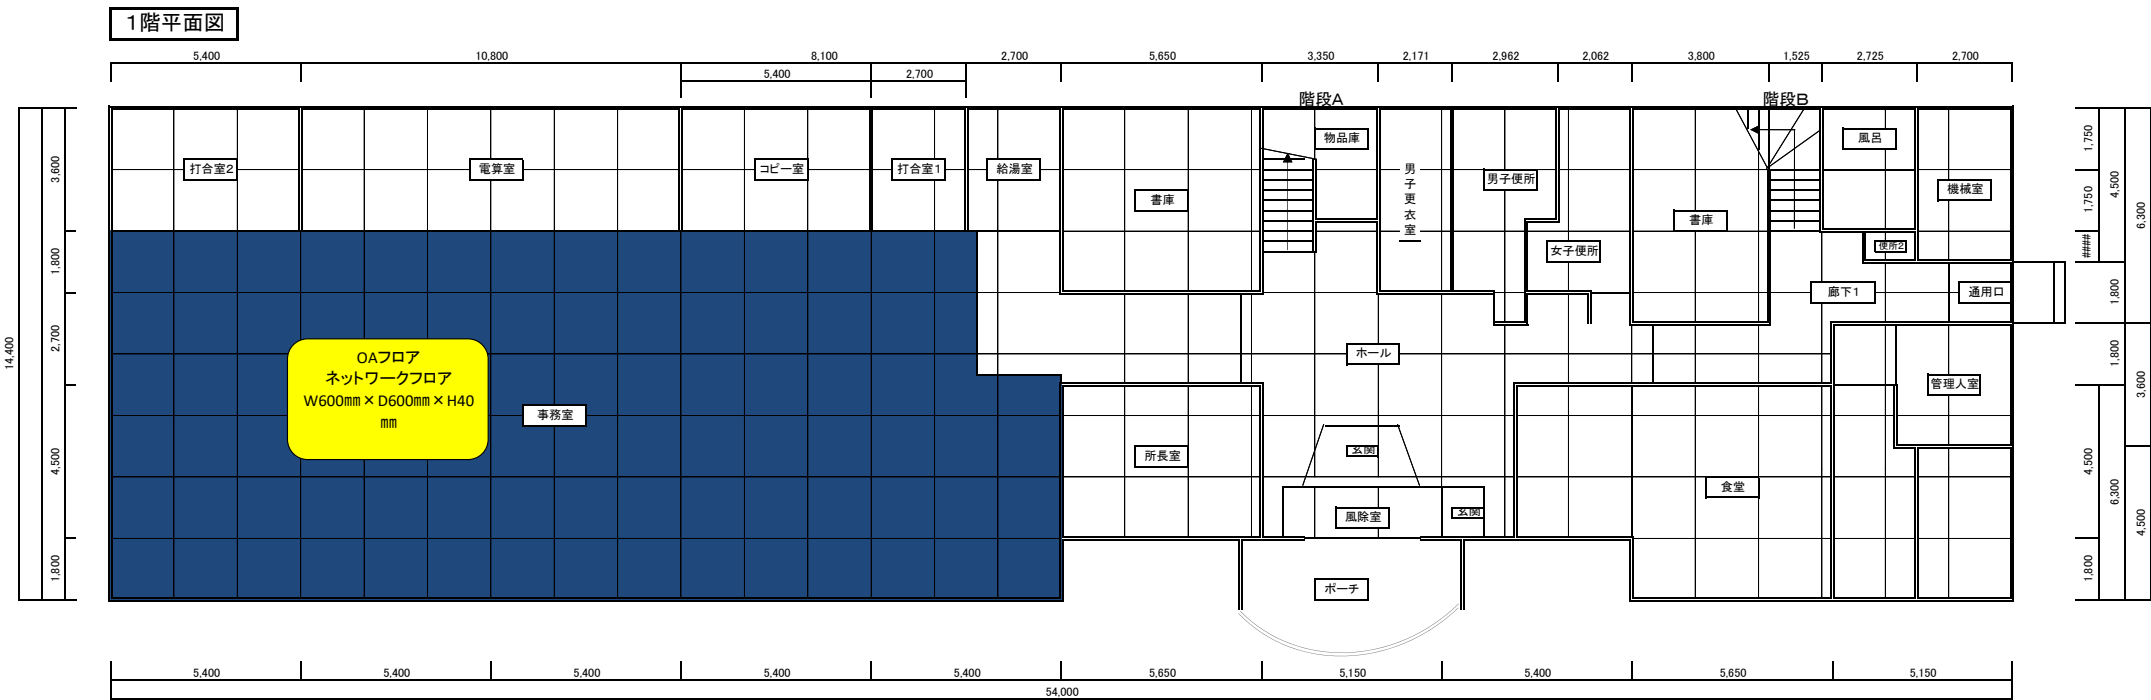 1階平面図
5,400
10,800
8,100
2,700
5,650
3,350
2,171
2,962
2,062
3,800
1,525
2,725
2,700
5,400
2,700
階段A
階段B
打合室2
電算室
コピー室
打合室1
給湯室
書庫
物品庫
男子更衣室
男子便所
女子便所
書庫
風呂
機械室
便所2
廊下1
通用口
ホール
OAフロア
ネットワークフロア
W600㎜×D600㎜×H40
㎜
事務室
所長室
玄関
風除室
玄関
食堂
管理人室
ポーチ
14,400
3,600
1,800
2,700
4,500
1,800
1,750
1,750
####
4,500
6,300
1,800
1,800
3,600
4,500
6,300
4,500
1,800
5,400
5,400
5,400
5,400
5,400
5,650
5,150
5,400
5,650
5,150
54,000